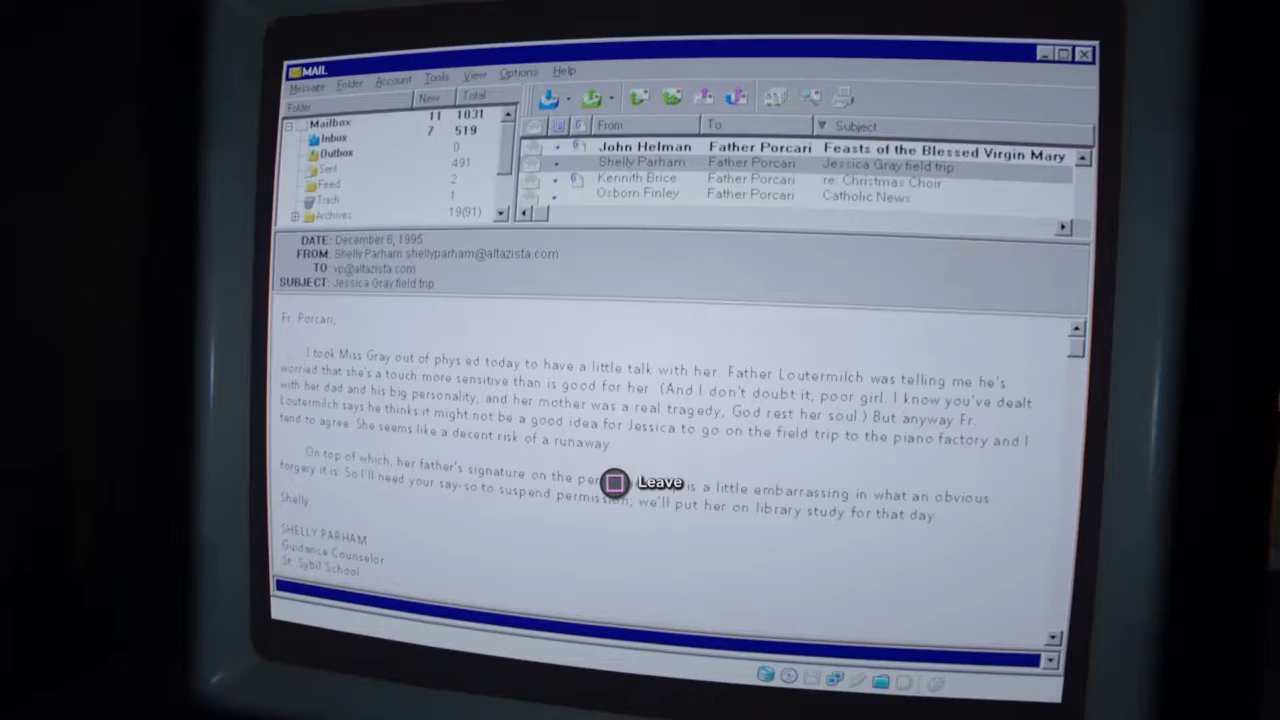 MAIL
Message Folder Account Tools View Options Help
Folder New Total
Mailbox 11 1031
Inbox 7 519
Outbox 0
Sent 491
Feed 2
Trash 1
Archives 19(91)
From To Subject
John Helman Father Porcari Feasts of the Blessed Virgin Mary
Shelly Parham Father Porcari Jessica Gray field trip
Kennith Brice Father Porcari re: Christmas Choir
Osborn Finley Father Porcari Catholic News
DATE: December 6, 1995
FROM: Shelly Parham shellyparham@altazista.com
TO vp@altazista.com
SUBJECT: Jessica Gray field trip
Fr. Porcari,
I took Miss Gray out of phys ed today to have a little talk with her. Father Loutermilch was telling me he's
worried that she's a touch more sensitive than is good for her (And I don't doubt it, poor girl. I know you've dealt
with her dad and his big personality, and her mother was a real tragedy, God rest her soul.) But anyway Fr.
Loutermilch says he thinks it might not be a good idea for Jessica to go on the field trip to the piano factory and I
tend to agree. She seems like a decent risk of a runaway
On top of which, her father's signature on the is a little embarrassing in what an obvious
forgery it is. So I'll need your say-so to suspend permission, we'll put her on library study for that day
Leave
Shelly
SHELLY PARHAM
Guidance Counselor
St. Sybil School